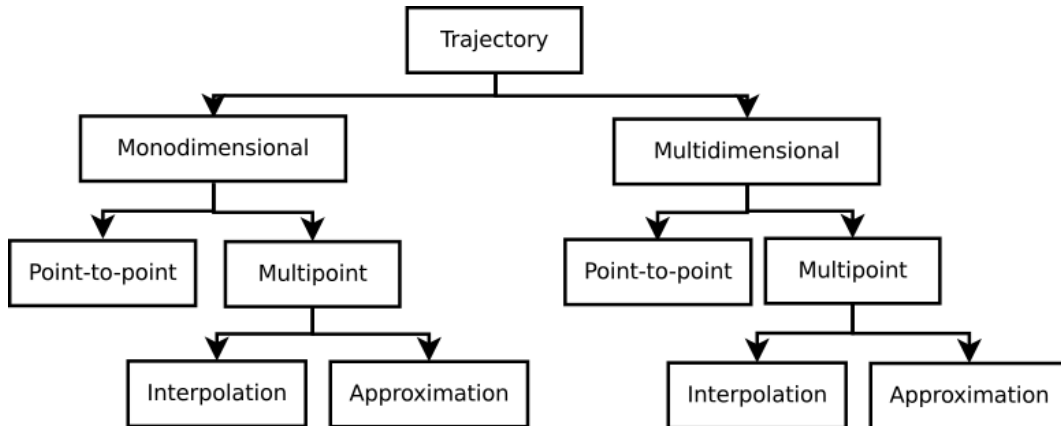 Trajectory
Monodimensional
Multidimensional
Point-to-point
Multipoint
Point-to-point
Multipoint
Interpolation
Approximation
Interpolation
Approximation